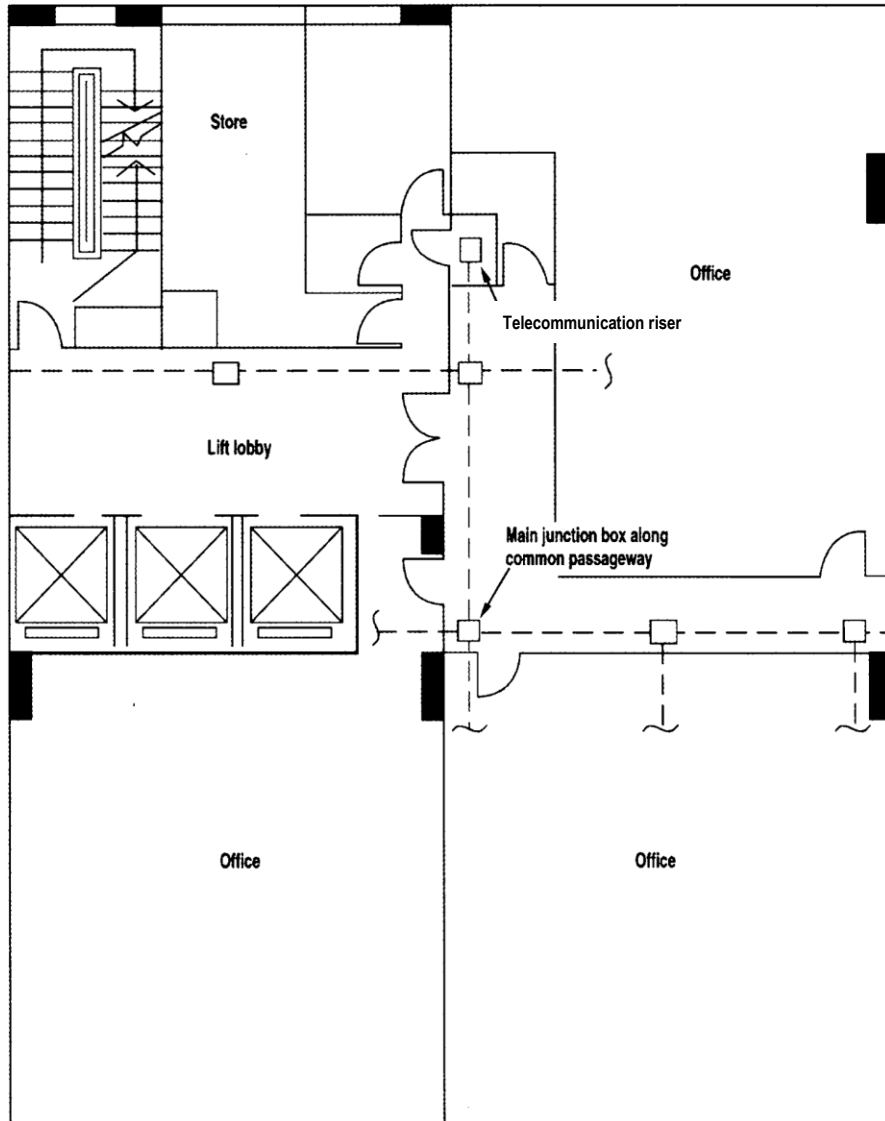 Store
Office
Telecommunication riser
Lift lobby
Main junction box along
common passageway
Office
Office